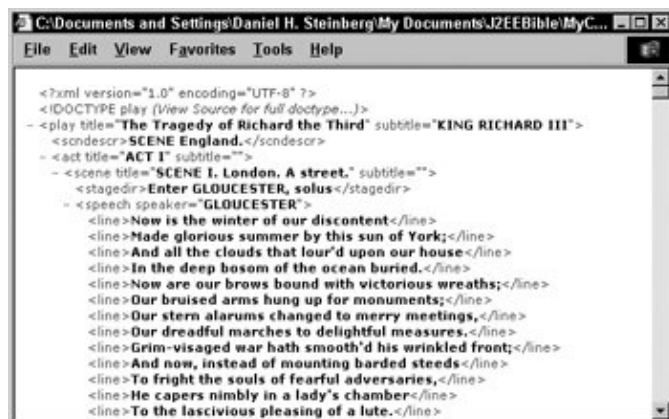 C:\Documents and Settings\Daniel H. Steinberg\My Documents\J2EEBible\MyC...
File Edit View Favorites Tools Help
<?xml version="1.0" encoding="UTF-8" ?>
<!DOCTYPE play (View Source for full doctype...)>
- <play title="The Tragedy of Richard the Third" subtitle="KING RICHARD III">
<scndescr>SCENE England.</scndescr>
- <act title="ACT I" subtitle="">
- <scene title="SCENE I. London. A street." subtitle="">
<stagedir>Enter GLOUCESTER, solus</stagedir>
- <speech speaker="GLOUCESTER">
<line>Now is the winter of our discontent</line>
<line>Made glorious summer by this sun of York;</line>
<line>And all the clouds that lour'd upon our house</line>
<line>In the deep bosom of the ocean buried.</line>
<line>Now are our brows bound with victorious wreaths;</line>
<line>Our bruised arms hung up for monuments;</line>
<line>Our stern alarums changed to merry meetings,</line>
<line>Our dreadful marches to delightful measures.</line>
<line>Grim-visaged war hath smooth'd his wrinkled front;</line>
<line>And now, instead of mounting barded steeds</line>
<line>To fright the souls of fearful adversaries,</line>
<line>He capers nimbly in a lady's chamber</line>
<line>To the lascivious pleasing of a lute.</line>